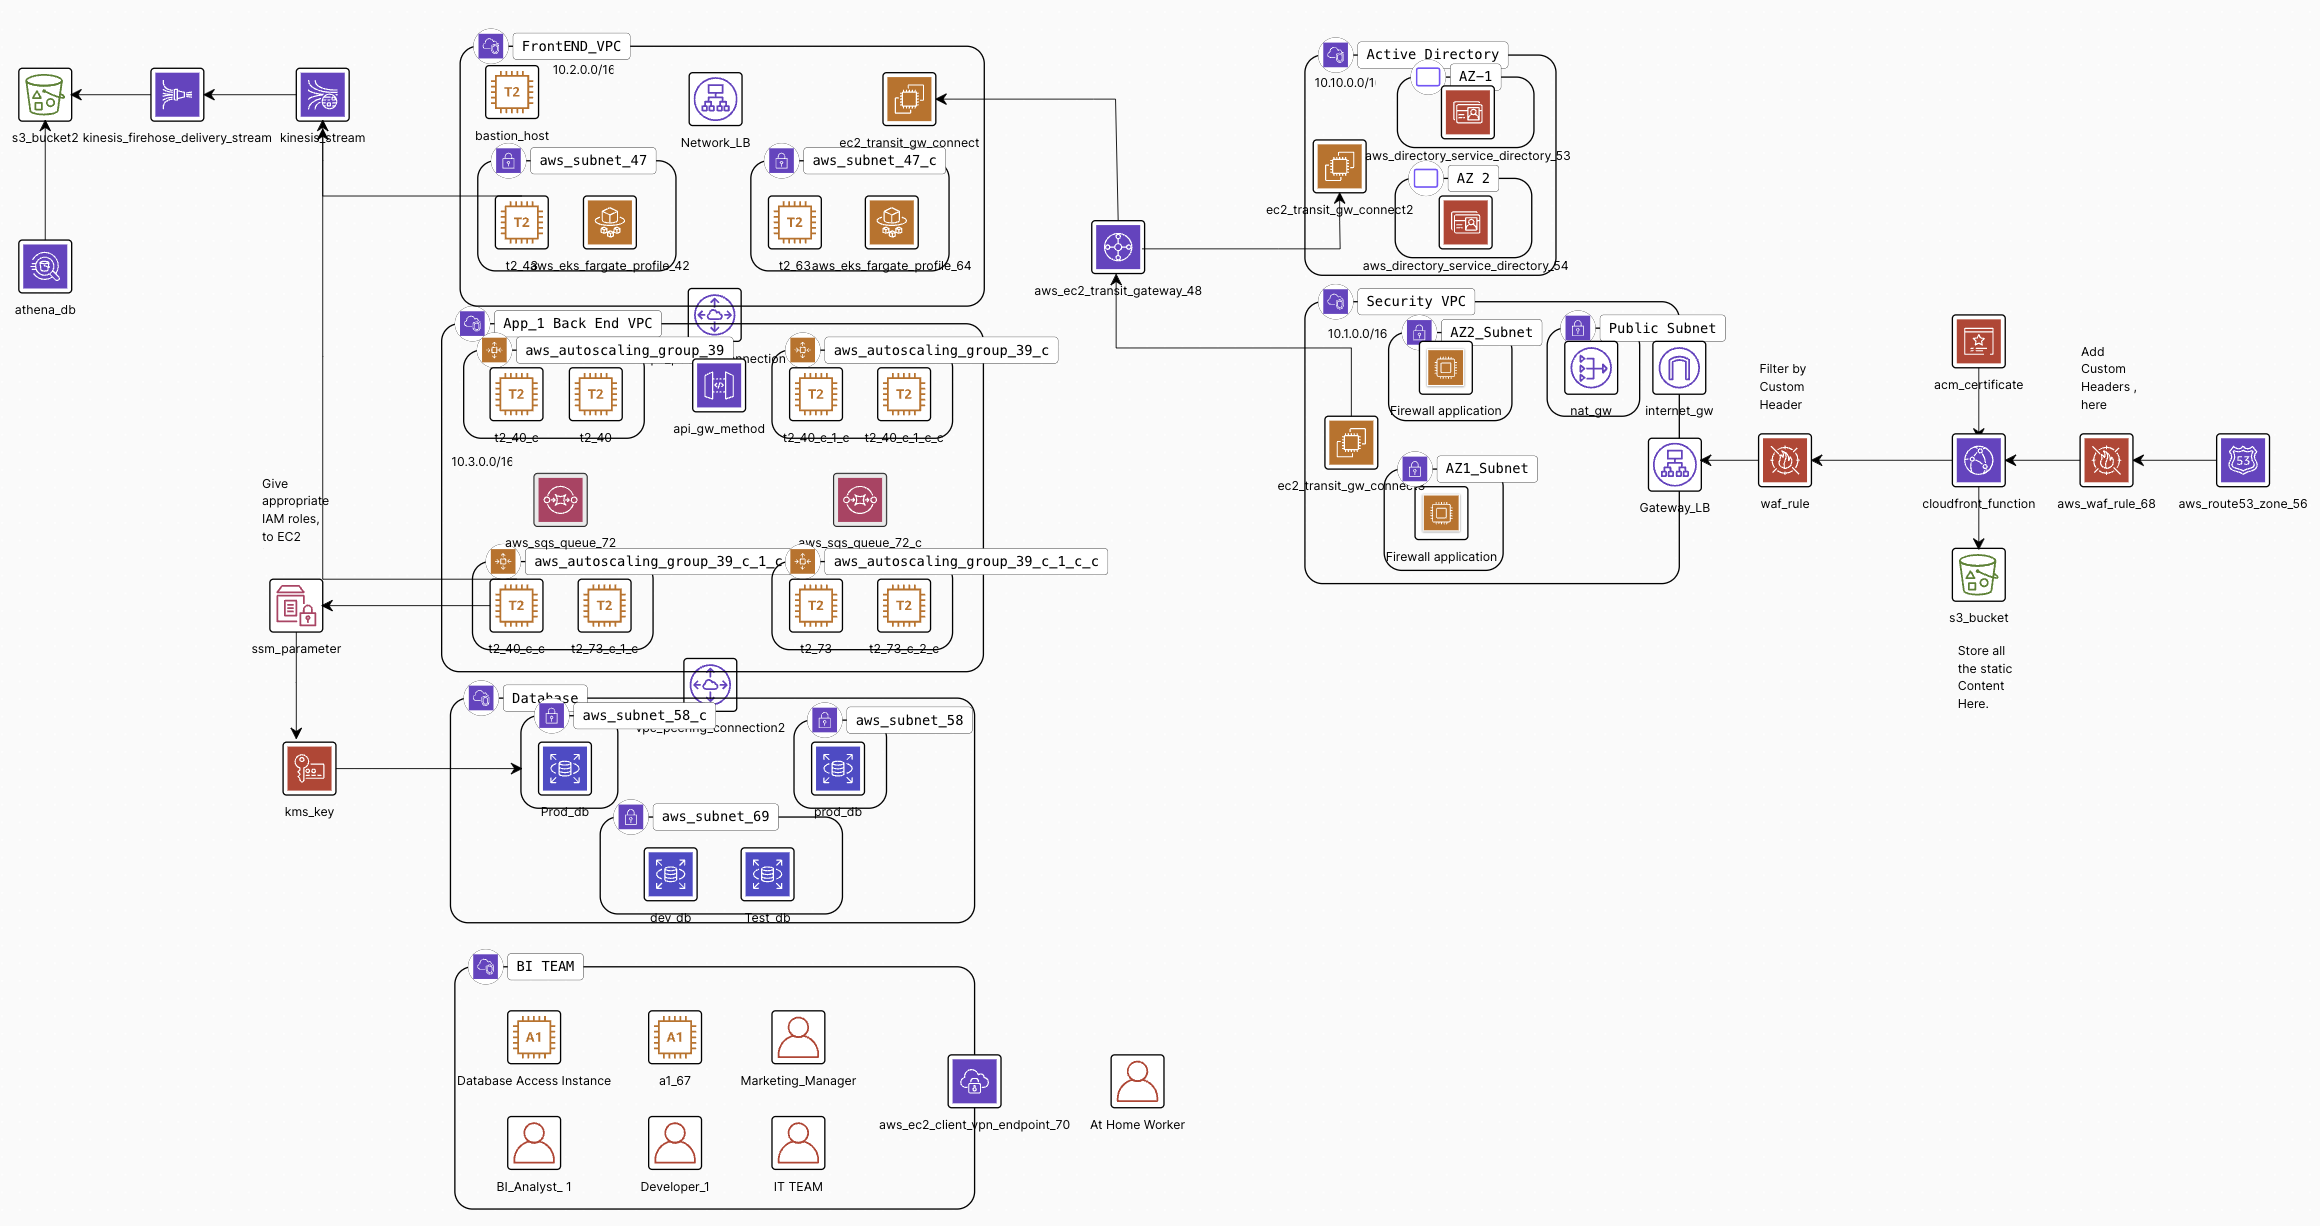 FrontEND_VPC
10.2.0.0/16
T2
bastion_host
Network_LB
ec2_transit_gw_connect
aws_subnet_47
T2
aws_eks_fargate_profile_42
aws_subnet_47_c
T2
t2_63
aws_eks_fargate_profile_64
s3_bucket2
kinesis_firehose_delivery_stream
kinesis_stream
athena_db
App_1 Back End VPC
aws_autoscaling_group_39
T2
t2_40_c
T2
t2_40
api_gw_method
aws_autoscaling_group_39_c
T2
t2_40_c_1_c
T2
t2_40_c_1_c_c
10.3.0.0/16
aws_sqs_queue_72
aws_sqs_queue_72_c
aws_autoscaling_group_39_c_1_c
T2
t2_40_c_c
T2
t2_73_c_1_c
aws_autoscaling_group_39_c_1_c_c
T2
t2_73
T2
t2_73_c_2_c
Give
appropriate
IAM roles,
to EC2
ssm_parameter
kms_key
Database
aws_subnet_58_c
Prod_db
vpc_peering_connection2
aws_subnet_58
prod_db
aws_subnet_69
dev_db
Test_db
BI TEAM
A1
Database Access Instance
A1
a1_67
Marketing_Manager
BI_Analyst_ 1
Developer_1
IT TEAM
aws_ec2_client_vpn_endpoint_70
At Home Worker
aws_ec2_transit_gateway_48
Active Directory
10.10.0.0/1
AZ-1
aws_directory_service_directory_53
ec2_transit_gw_connect2
AZ 2
aws_directory_service_directory_54
Security VPC
10.1.0.0/16
AZ2_Subnet
Firewall application
Public Subnet
nat_gw
internet_gw
ec2_transit_gw_connect3
AZ1_Subnet
Firewall application
Gateway_LB
Filter by
Custom
Header
waf_rule
acm_certificate
cloudfront_function
s3_bucket
Store all
the static
Content
Here.
Add
Custom
Headers ,
here
aws_waf_rule_68
53
aws_route53_zone_56